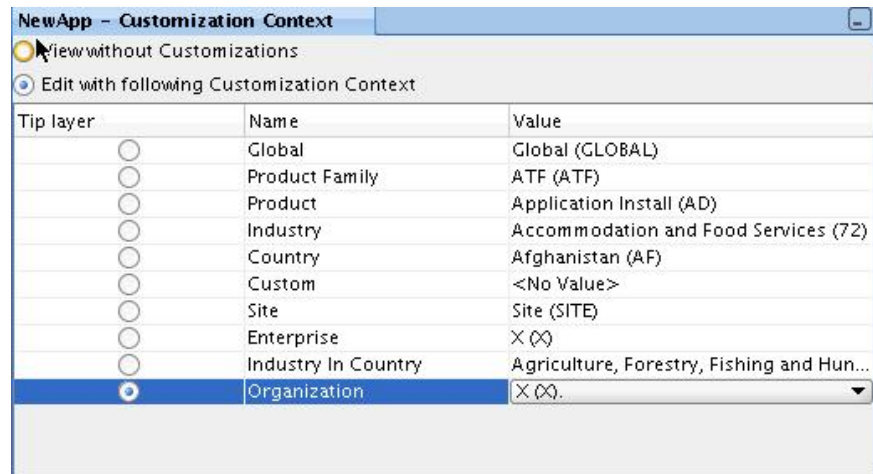 NewApp - Customization Context
View without Customizations
Edit with following Customization Context
Tip layer Name Value
Global Global (GLOBAL)
Product Family ATF (ATF)
Product Application Install (AD)
Industry Accommodation and Food Services (72)
Country Afghanistan (AF)
Custom <No Value>
Site Site (SITE)
Enterprise X (X)
Industry In Country Agriculture, Forestry, Fishing and Hun...
Organization X (X).